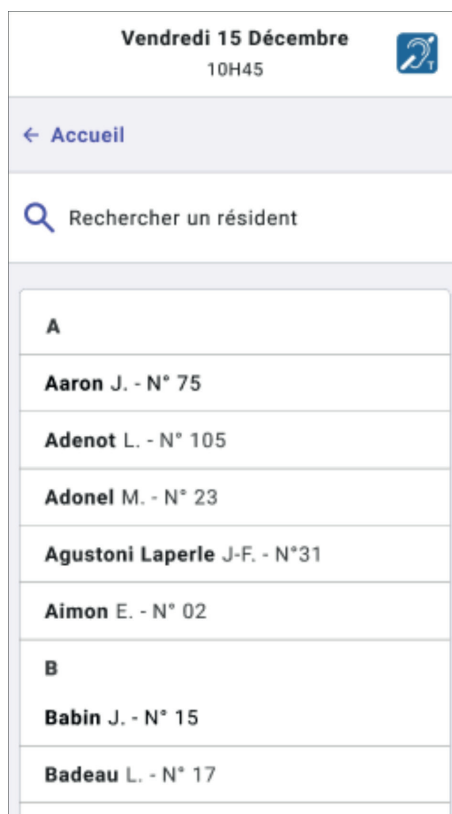 Vendredi 15 Décembre
10H45
T
← Accueil
Rechercher un résident
A
Aaron J. - N° 75
Adenot L. - N° 105
Adonel M. - N° 23
Agustoni Laperle J-F. - N°31
Aimon E. - N° 02
B
Babin J. - N° 15
Badeau L. - N° 17